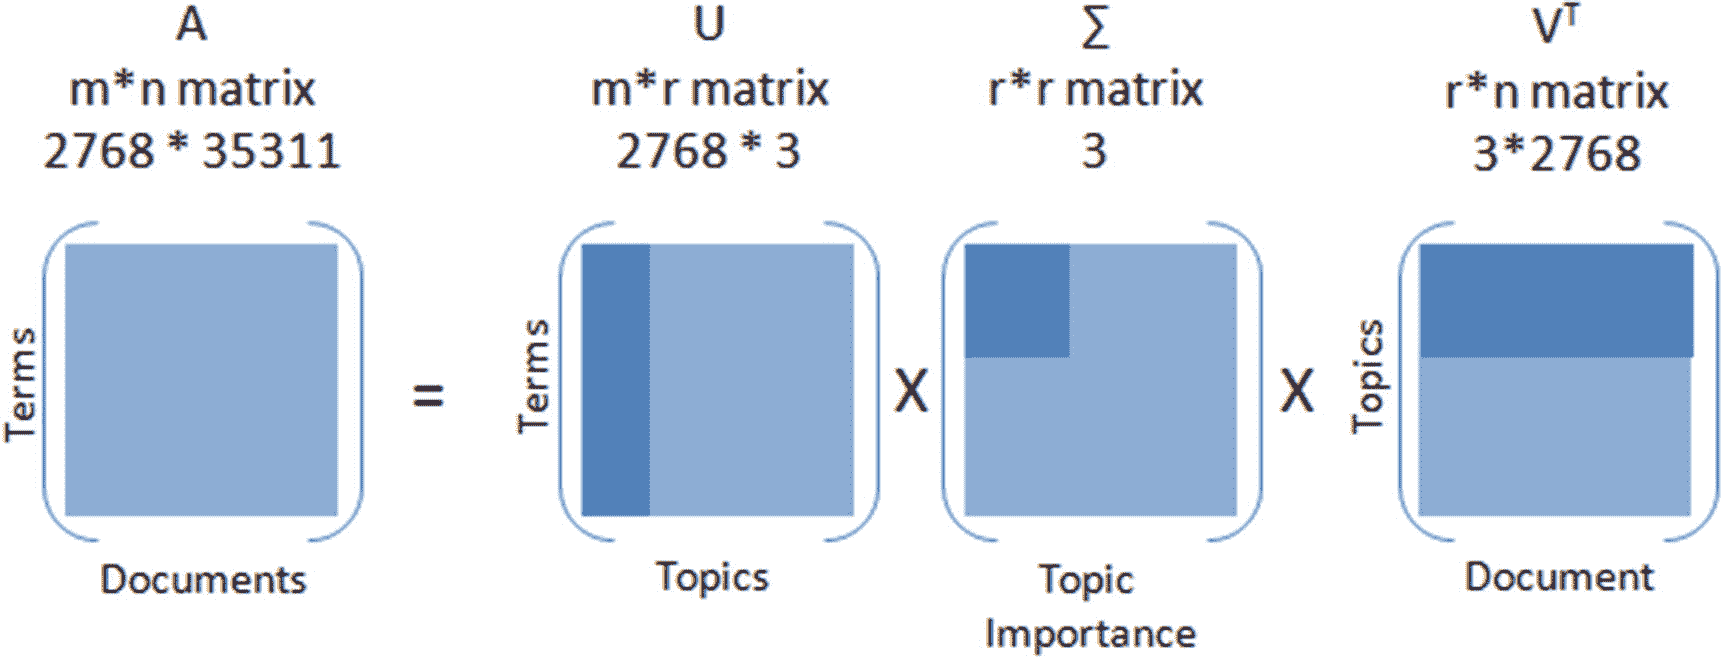 A
m*n matrix
2768 * 35311
U
m*r matrix
2768 * 3
Σ
r*r matrix
3
Vᵀ
r*n matrix
3*2768
Terms
Documents
=
Terms
Topics
X
Topic
Importance
X
Topics
Document